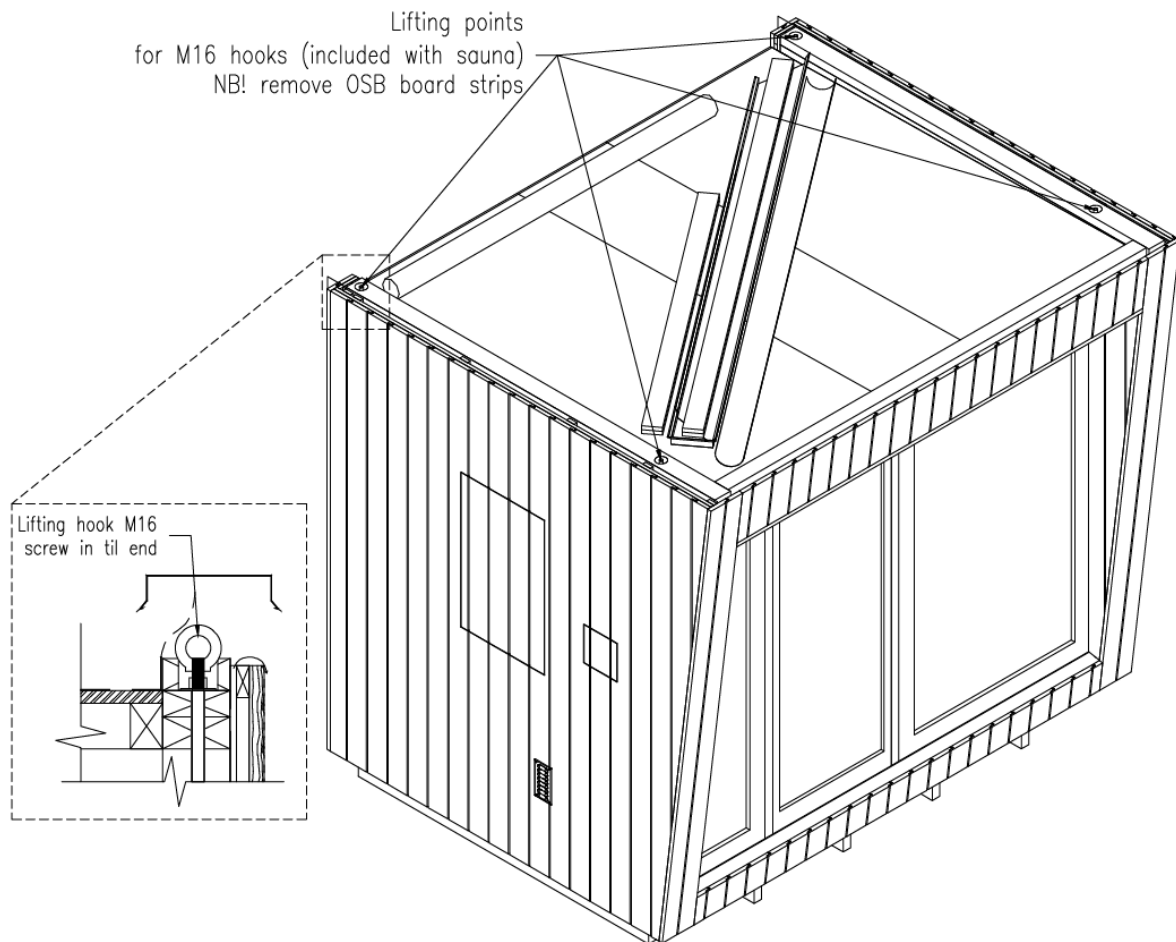 Lifting points
for M16 hooks (included with sauna)
NB! remove OSB board strips
Lifting hook M16
screw in til end